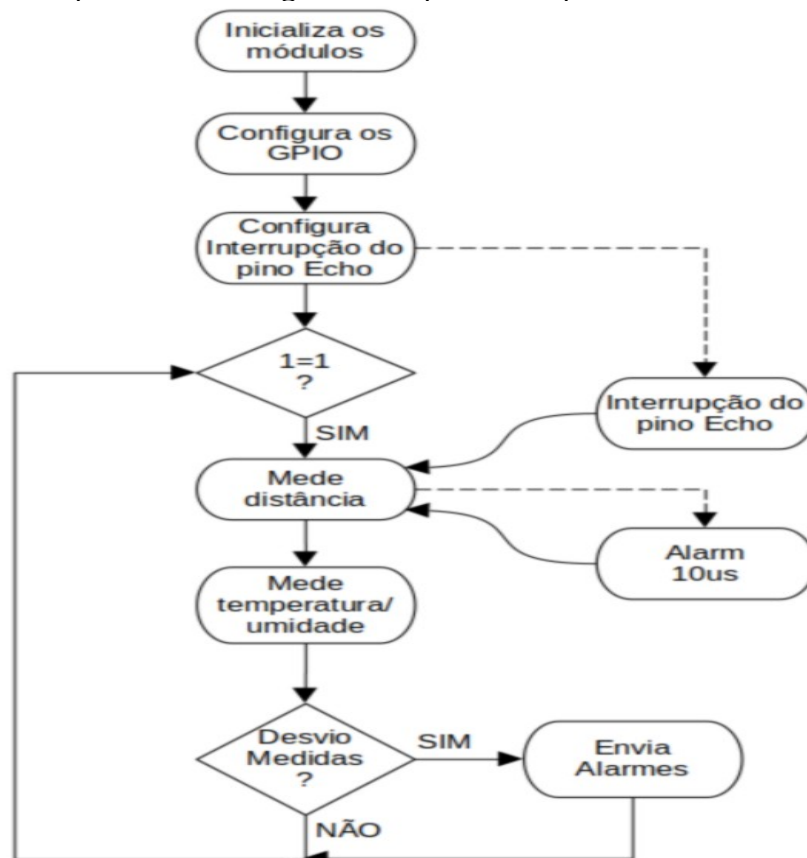 Inicializa os
módulos
Configura os
GPIO
Configura
Interrupção do
pino Echo
1=1
?
SIM
Interrupção do
pino Echo
Mede
distância
Alarm
10us
Mede
temperatura/
umidade
Desvio
Medidas
?
SIM
Envia
Alarmes
NÃO